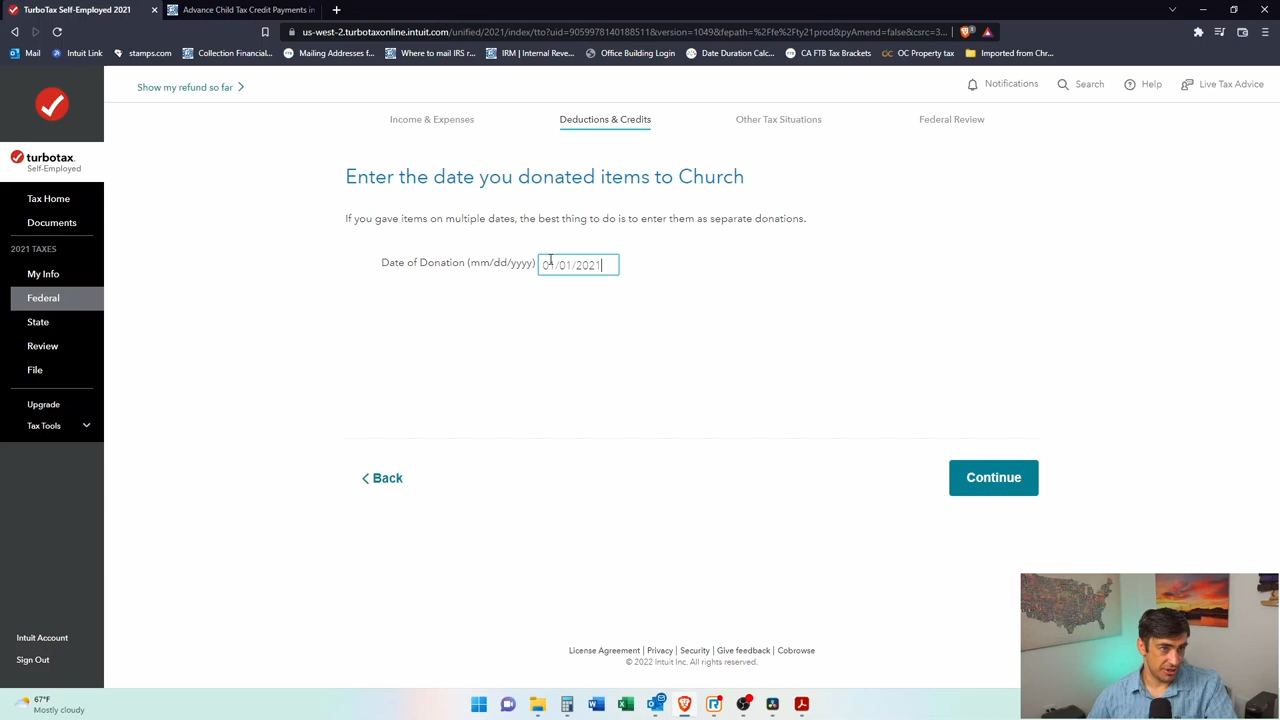 TurboTax Self-Employed 2021
Advance Child Tax Credit Payments in
us-west-2.turbotaxonline.intuit.com/unified/2021/index?tto:uid=9059978140188511&version=1049&fepath=%2ffe%2fty21prod&pyAmend=false&csrc=3...
Mail
Intuit Link
stamps.com
Collection Financial...
Mailing Addresses f...
Where to mail IRS r...
IRM | Internal Reve...
Office Building Login
Date Duration Calc...
CA FTB Tax Brackets
OC Property tax
Imported from Chr...
Show my refund so far
Notifications
Search
Help
Live Tax Advice
Income & Expenses
Deductions & Credits
Other Tax Situations
Federal Review
turbotax
Self-Employed
Tax Home
Documents
2021 TAXES
My Info
Federal
State
Review
File
Upgrade
Tax Tools
Intuit Account
Sign Out
Enter the date you donated items to Church
If you gave items on multiple dates, the best thing to do is to enter them as separate donations.
Date of Donation (mm/dd/yyyy) 01/01/2021
Back
Continue
License Agreement | Privacy | Security | Give feedback | Cobrowse
© 2022 Intuit Inc. All rights reserved.
67°F
Mostly cloudy